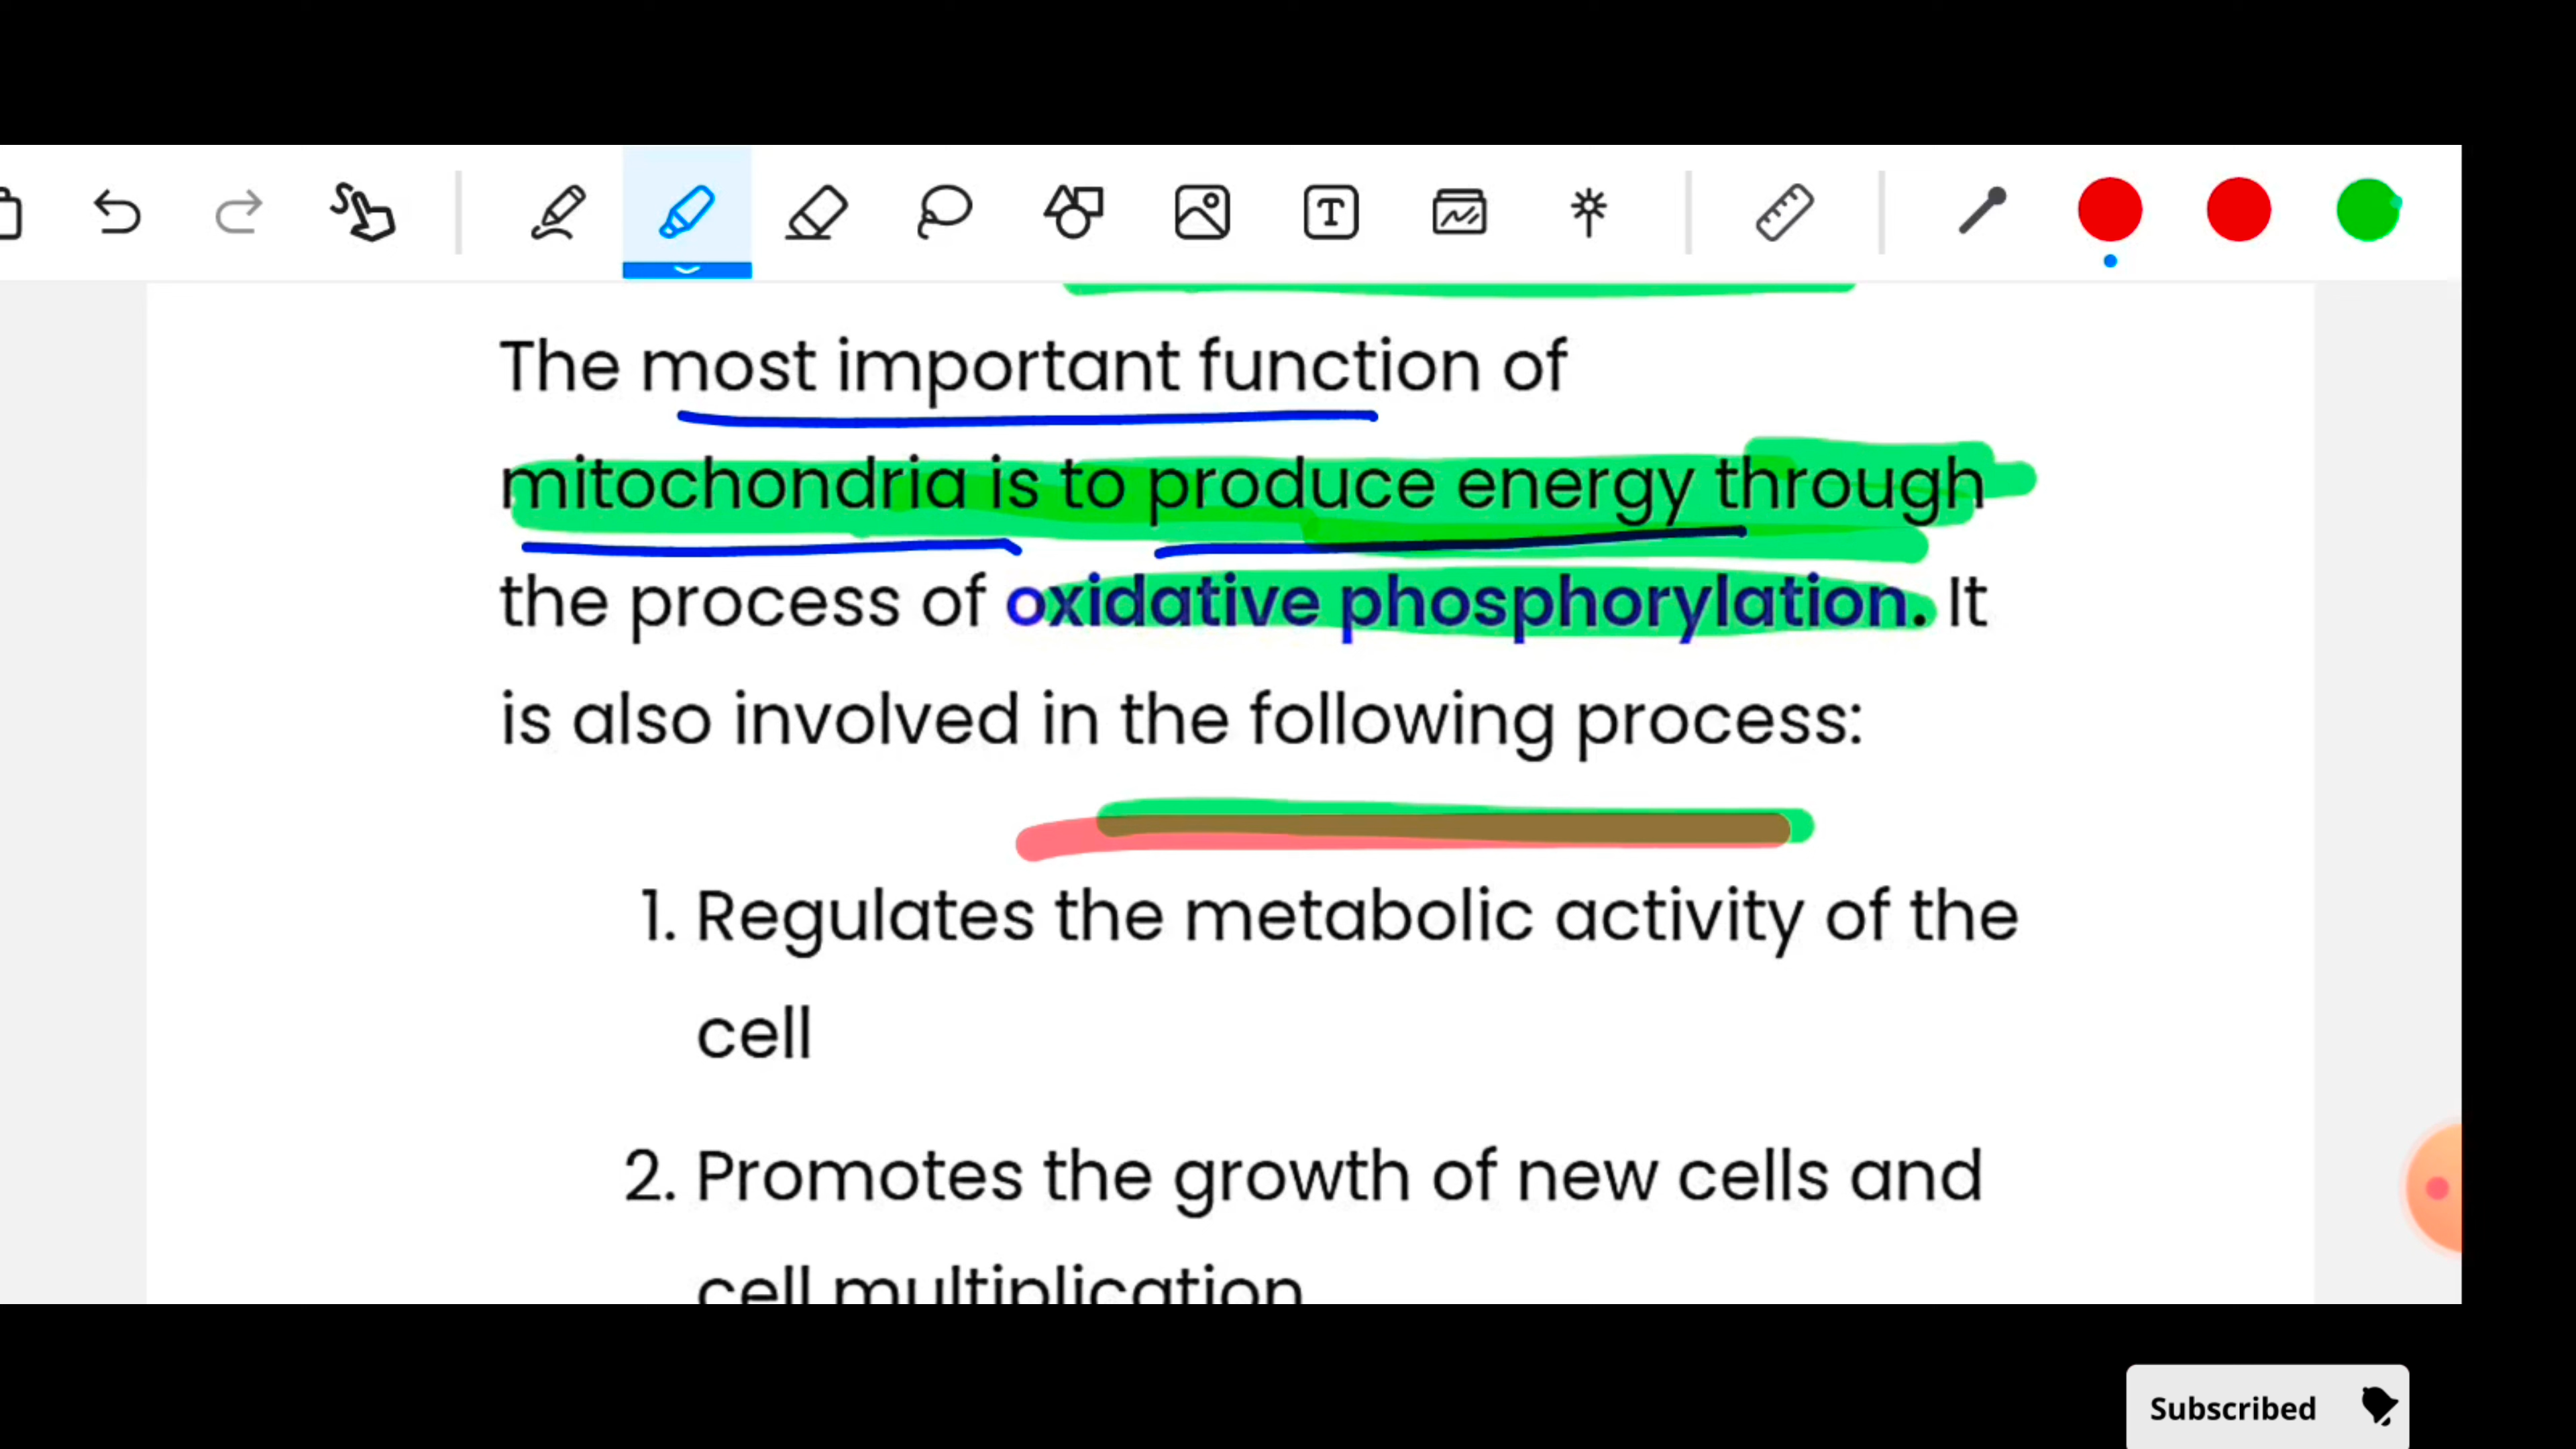 The most important function of
mitochondria is to produce energy through
the process of oxidative phosphorylation. It
is also involved in the following process:
1. Regulates the metabolic activity of the
cell
2. Promotes the growth of new cells and
cell multiplication
Subscribed